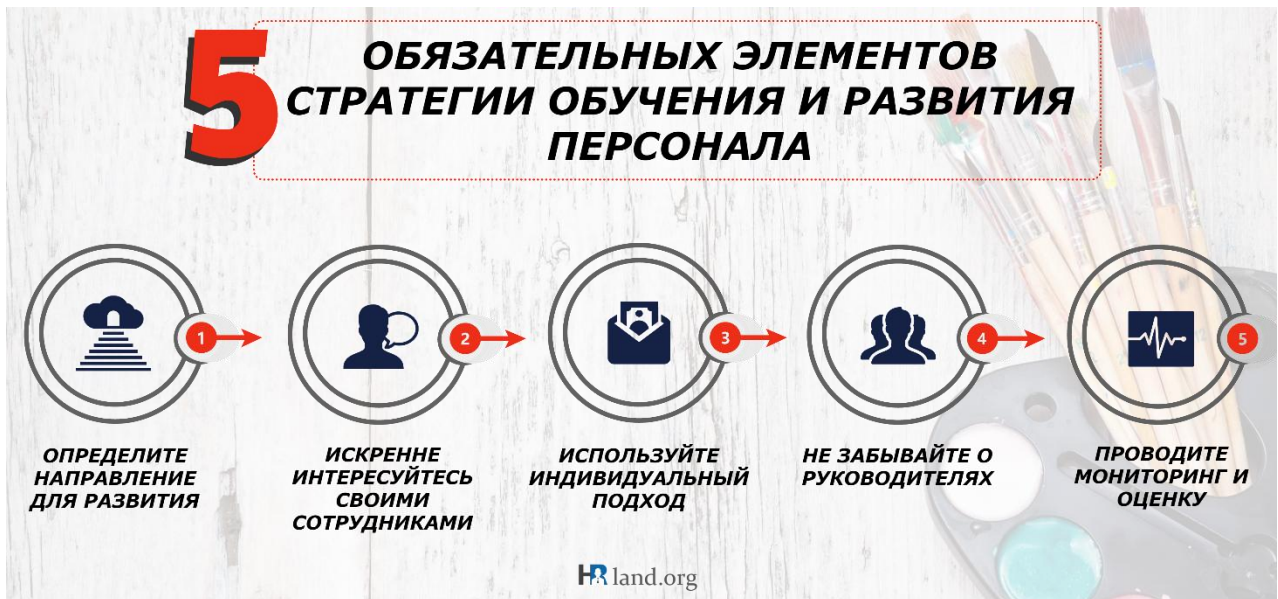 5
ОБЯЗАТЕЛЬНЫХ ЭЛЕМЕНТОВ
СТРАТЕГИИ ОБУЧЕНИЯ И РАЗВИТИЯ
ПЕРСОНАЛА
1
ОПРЕДЕЛИТЕ
НАПРАВЛЕНИЕ
ДЛЯ РАЗВИТИЯ
2
ИСКРЕННЕ
ИНТЕРЕСУЙТЕСЬ
СВОИМИ
СОТРУДНИКАМИ
3
ИСПОЛЬЗУЙТЕ
ИНДИВИДУАЛЬНЫЙ
ПОДХОД
4
НЕ ЗАБЫВАЙТЕ О
РУКОВОДИТЕЛЯХ
5
ПРОВОДИТЕ
МОНИТОРИНГ И
ОЦЕНКУ
HR land.org